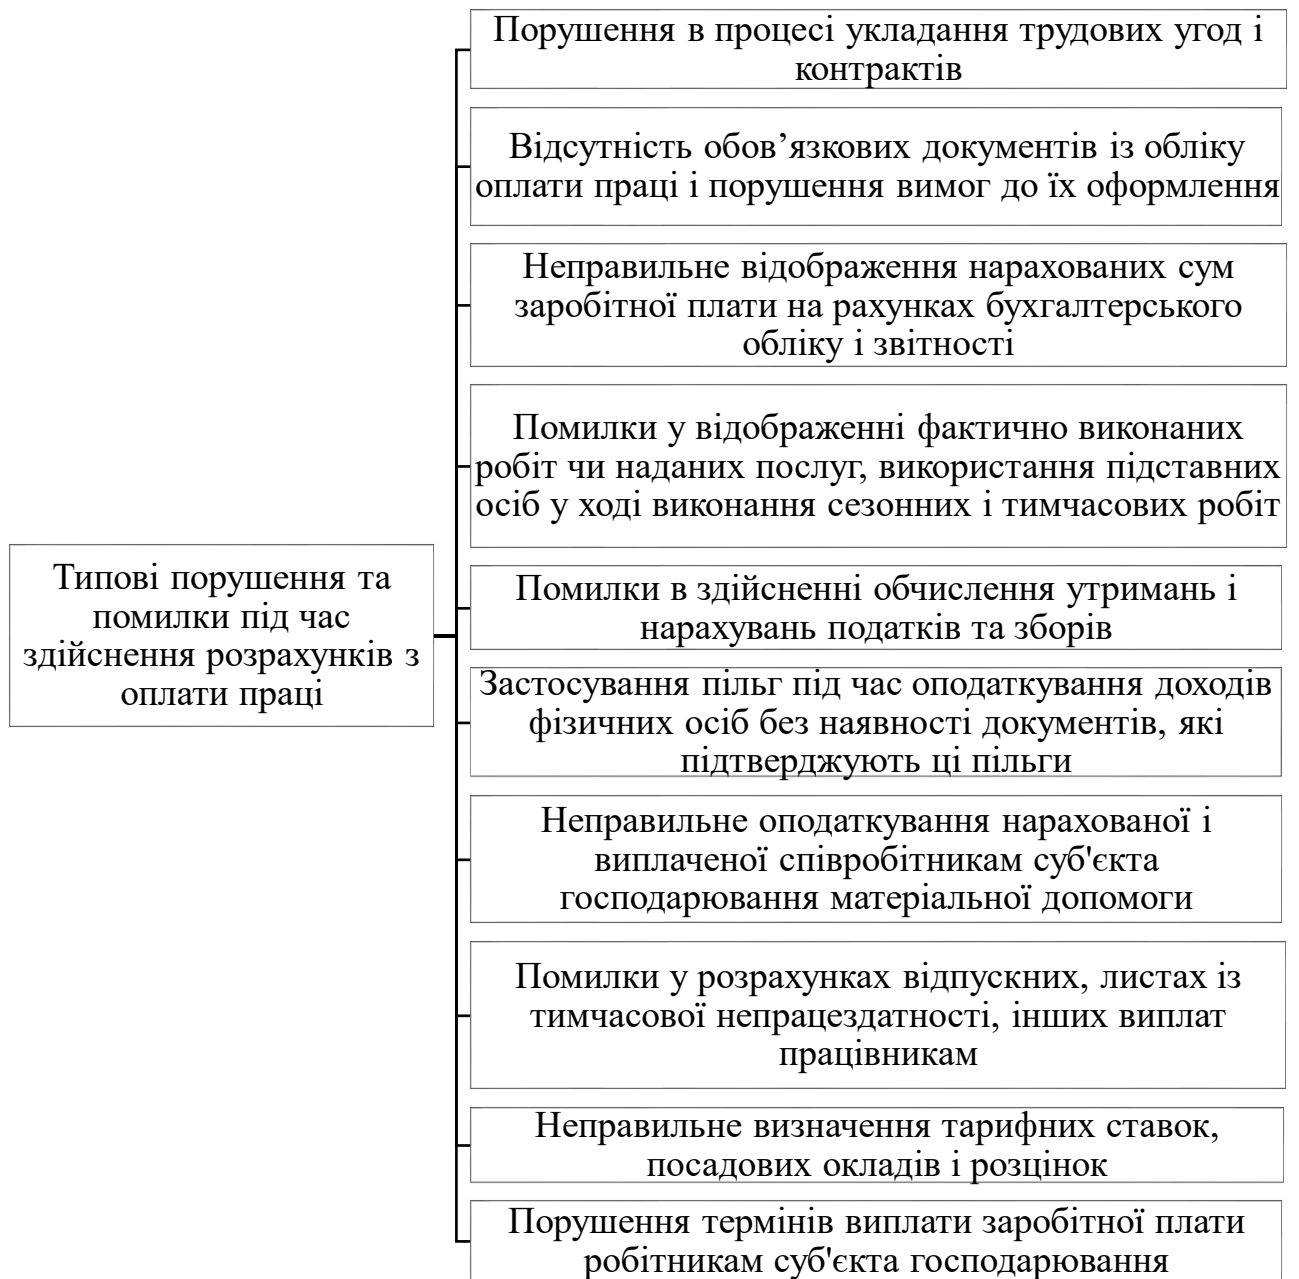 Порушення в процесі укладання трудових угод і
контрактів
Відсутність обов’язкових документів із обліку
оплати праці і порушення вимог до їх оформлення
Неправильне відображення нарахованих сум
заробітної плати на рахунках бухгалтерського
обліку і звітності
Помилки у відображенні фактично виконаних
робіт чи наданих послуг, використання підставних
осіб у ході виконання сезонних і тимчасових робіт
Типові порушення та
помилки під час
здійснення розрахунків з
оплати праці
Помилки в здійсненні обчислення утримань і
нарахувань податків та зборів
Застосування пільг під час оподаткування доходів
фізичних осіб без наявності документів, які
підтверджують ці пільги
Неправильне оподаткування нарахованої і
виплаченої співробітникам суб'єкта
господарювання матеріальної допомоги
Помилки у розрахунках відпускних, листах із
тимчасової непрацездатності, інших виплат
працівникам
Неправильне визначення тарифних ставок,
посадових окладів і розцінок
Порушення термінів виплати заробітної плати
робітникам суб'єкта господарювання